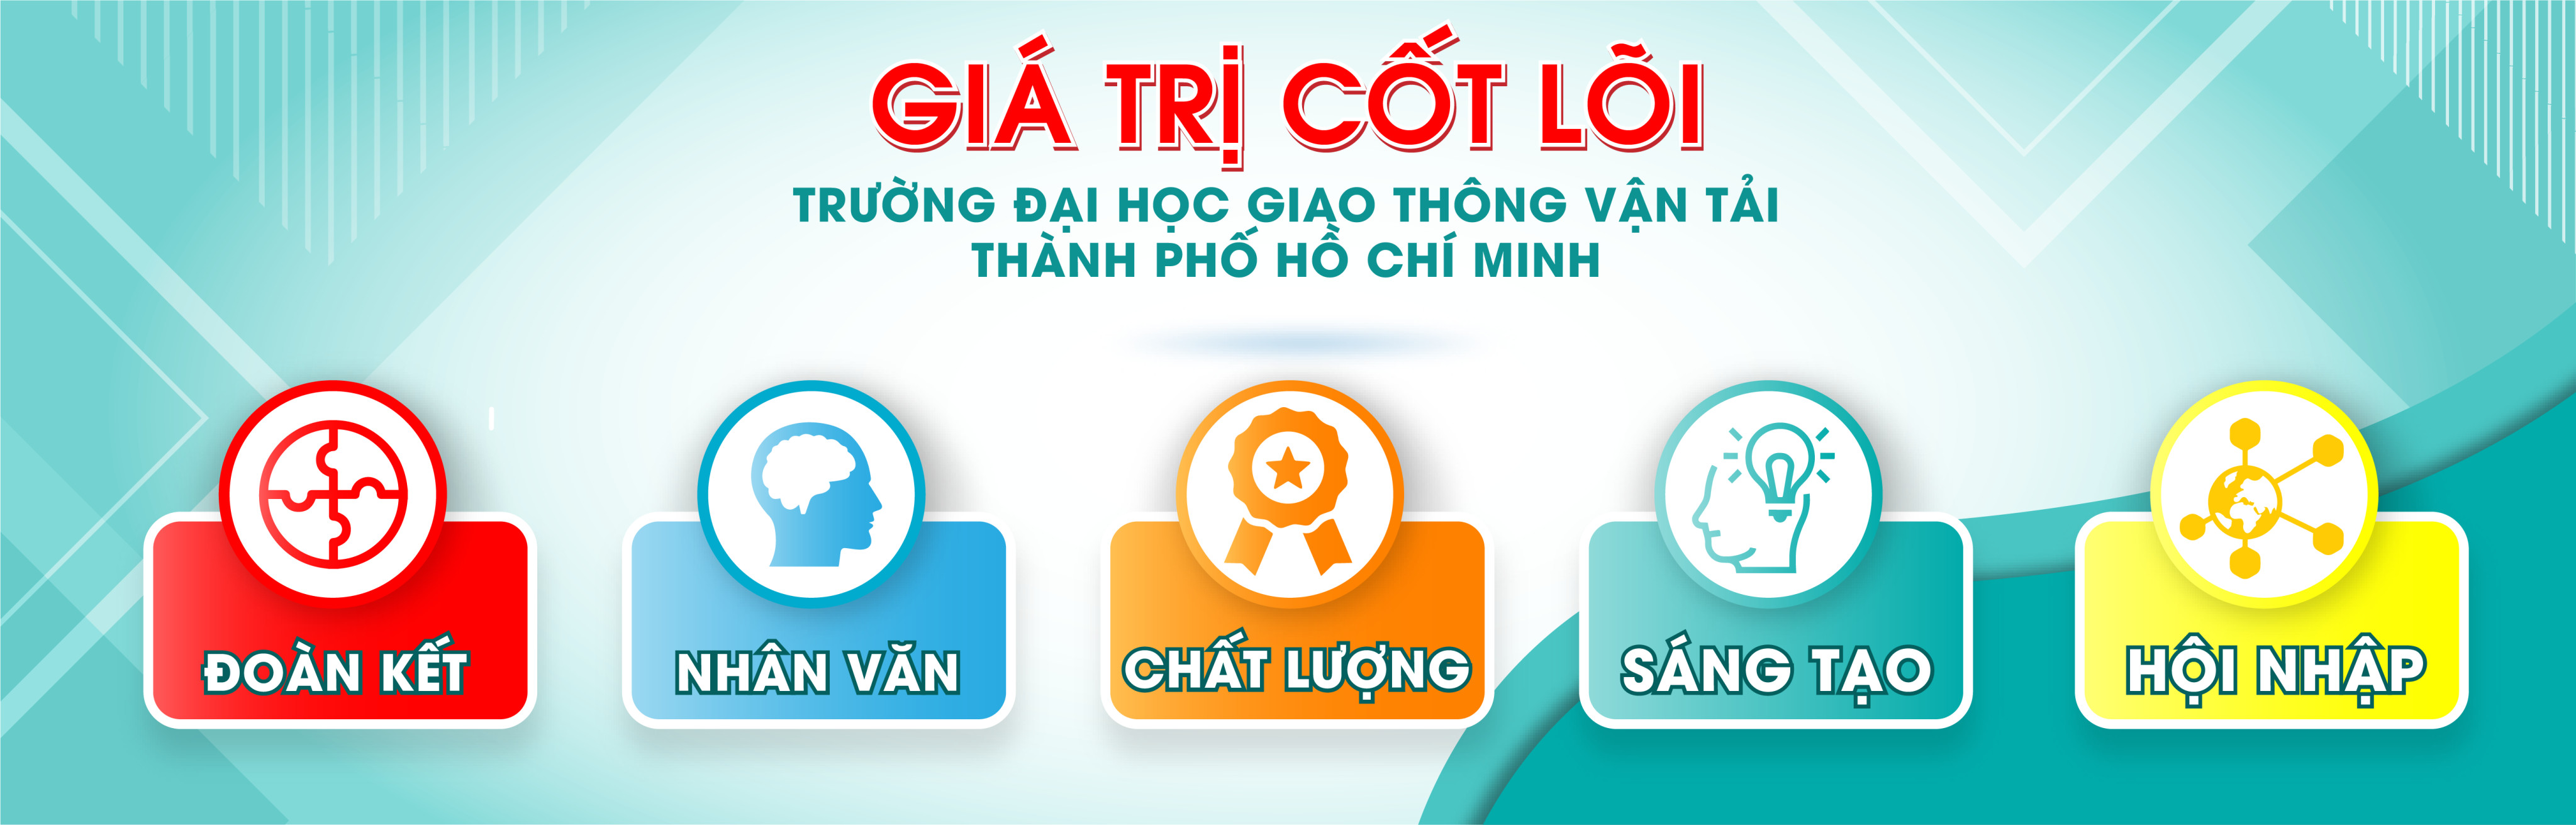 GIÁ TRỊ CỐT LÕI
TRƯỜNG ĐẠI HỌC GIAO THÔNG VẬN TẢI
THÀNH PHỐ HỒ CHÍ MINH
ĐOÀN KẾT
NHÂN VĂN
CHẤT LƯỢNG
SÁNG TẠO
HỘI NHẬP